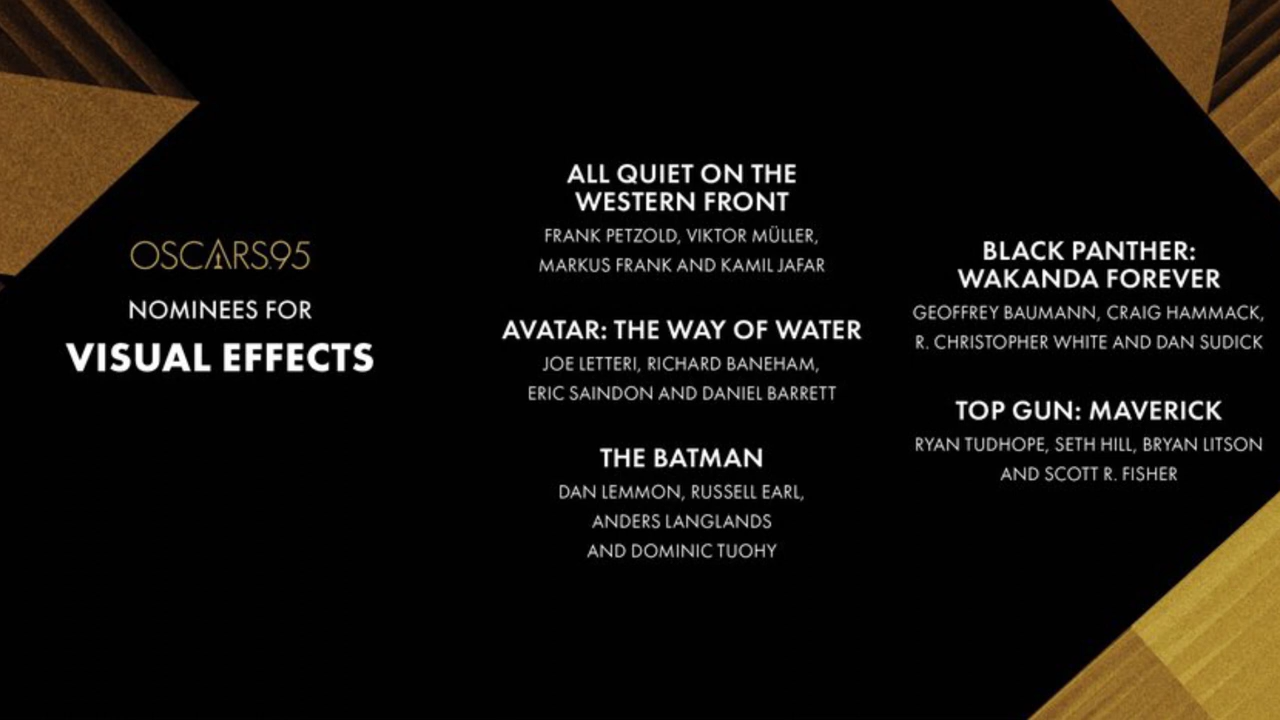 OSCARS.95
NOMINEES FOR
VISUAL EFFECTS
ALL QUIET ON THE
WESTERN FRONT
FRANK PETZOLD, VIKTOR MÜLLER,
MARKUS FRANK AND KAMIL JAFAR
AVATAR: THE WAY OF WATER
JOE LETTERI, RICHARD BANEHAM,
ERIC SAINDON AND DANIEL BARRETT
THE BATMAN
DAN LEMMON, RUSSELL EARL,
ANDERS LANGLANDS
AND DOMINIC TUOHY
BLACK PANTHER:
WAKANDA FOREVER
GEOFFREY BAUMANN, CRAIG HAMMACK,
R. CHRISTOPHER WHITE AND DAN SUDICK
TOP GUN: MAVERICK
RYAN TUDHOPE, SETH HILL, BRYAN LITSON
AND SCOTT R. FISHER